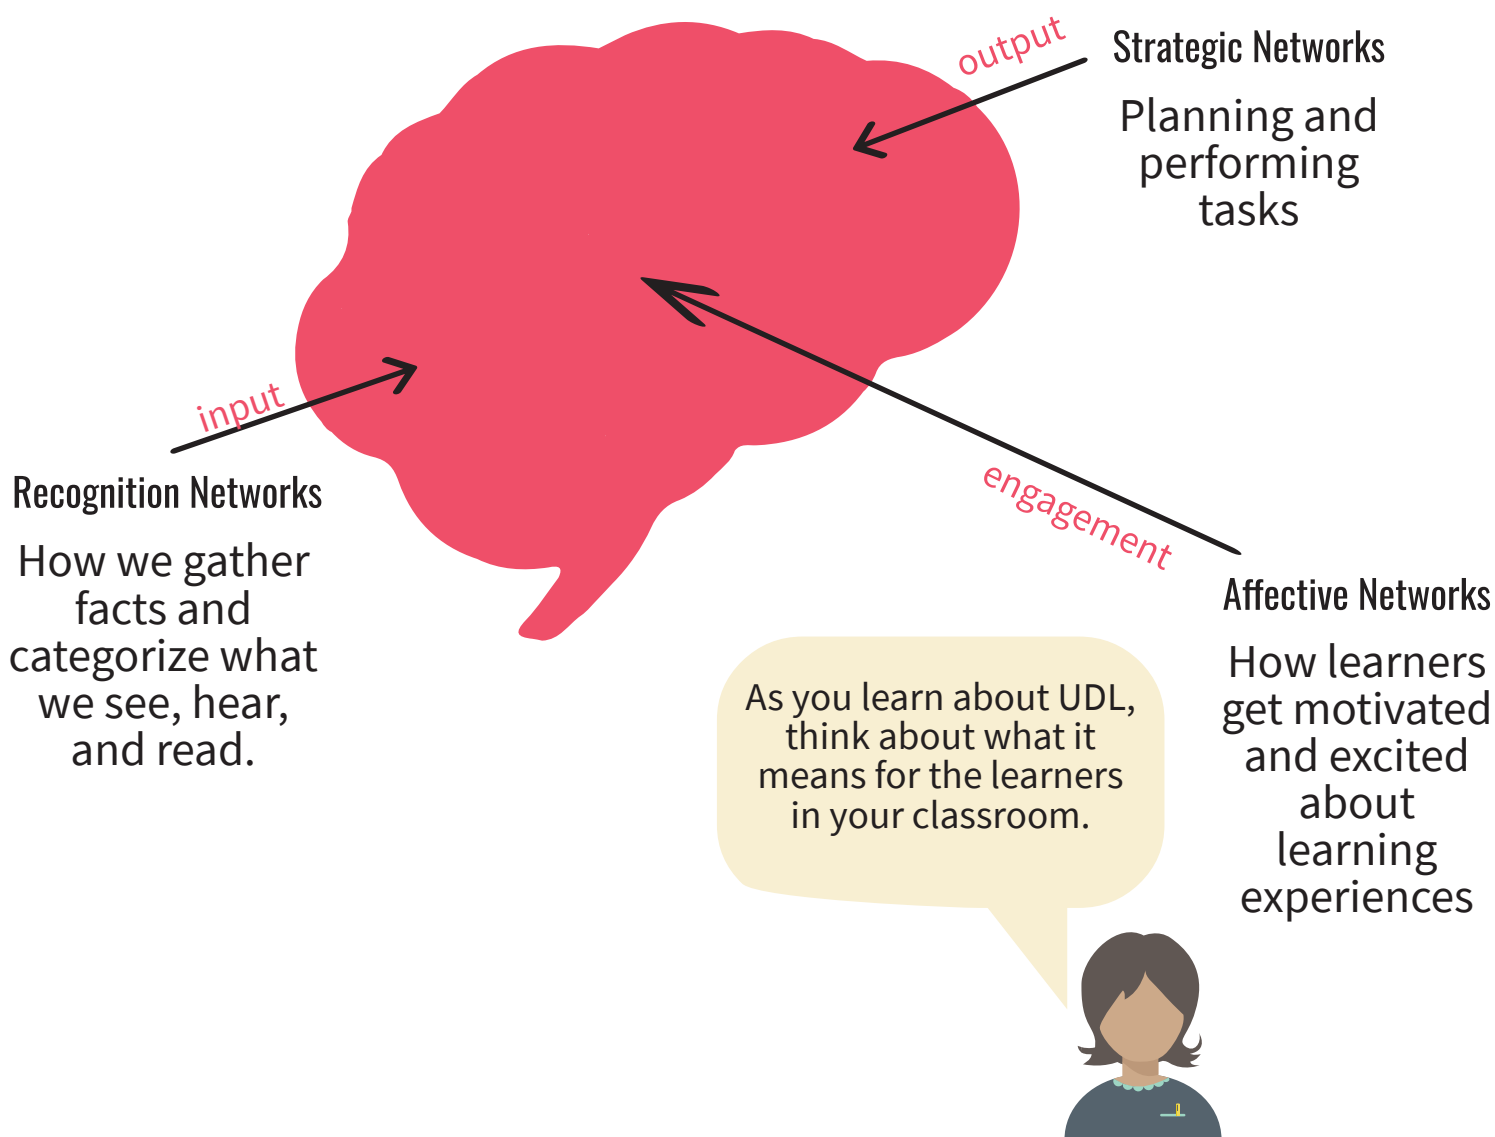 output
Strategic Networks
Planning and
performing
tasks
input
Recognition Networks
How we gather
facts and
categorize what
we see, hear,
and read.
engagement
Affective Networks
How learners
get motivated
and excited
about
learning
experiences
As you learn about UDL,
think about what it
means for the learners
in your classroom.